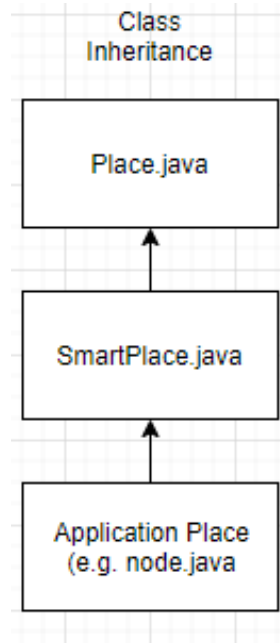 Class
Inheritance
Place.java
SmartPlace.java
Application Place
(e.g. node.java